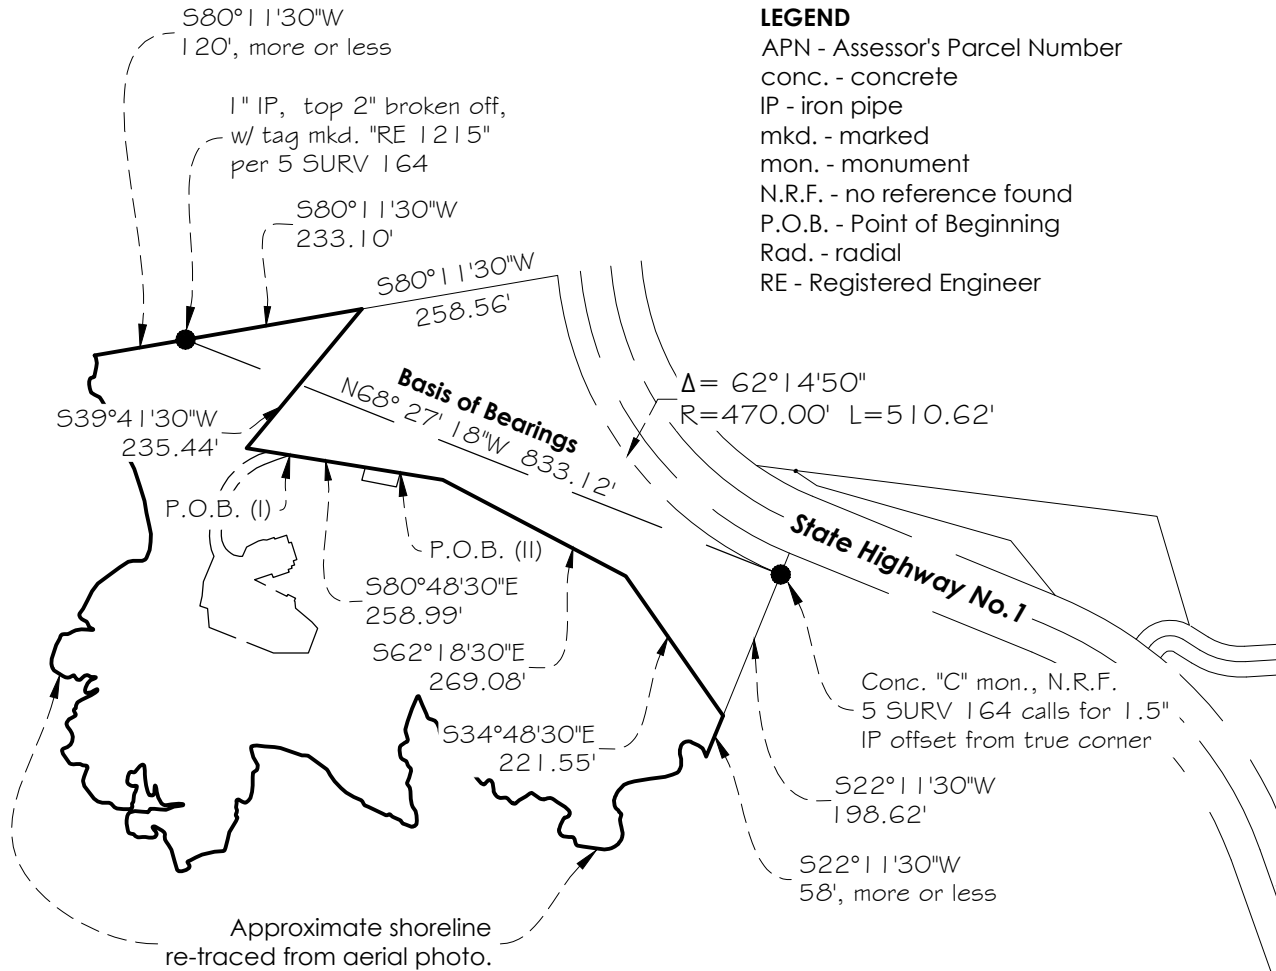 S80°11'30"W
120', more or less
1" IP, top 2" broken off,
w/ tag mkd. "RE 1215"
per 5 SURV 164
S80°11'30"W
233.10'
S80°11'30"W
258.56'
LEGEND
APN - Assessor's Parcel Number
conc. - concrete
IP - iron pipe
mkd. - marked
mon. - monument
N.R.F. - no reference found
P.O.B. - Point of Beginning
Rad. - radial
RE - Registered Engineer
Basis of Bearings
N68° 27' 18"W 833.12'
Δ= 62°14'50"
R=470.00' L=510.62'
S39°41'30"W
235.44'
P.O.B. (I)
P.O.B. (II)
S80°48'30"E
258.99'
S62°18'30"E
269.08'
S34°48'30"E
221.55'
State Highway No.1
Conc. "C" mon., N.R.F.
5 SURV 164 calls for 1.5"
IP offset from true corner
S22°11'30"W
198.62'
S22°11'30"W
58', more or less
Approximate shoreline
re-traced from aerial photo.